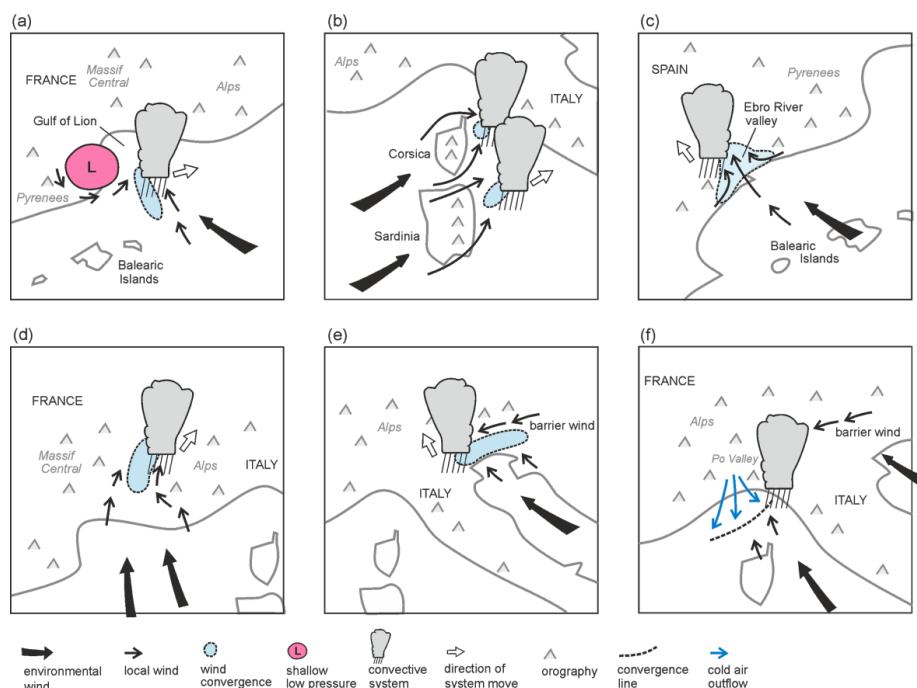 (a)
Massif
Central
FRANCE
Alps
Gulf of Lion
L
Pyrenees
Balearic
Islands
(b)
Alps
ITALY
Corsica
Sardinia
(c)
SPAIN
Pyrenees
Ebro River
valley
Balearic
Islands
(d)
FRANCE
Massif
Central
Alps
ITALY
(e)
Alps
barrier wind
ITALY
(f)
FRANCE
Alps
barrier wind
Po Valley
ITALY
environmental
wind
local wind
wind
convergence
L
shallow
low pressure
convective
system
direction of
system move
orography
convergence
line
cold air
outflow